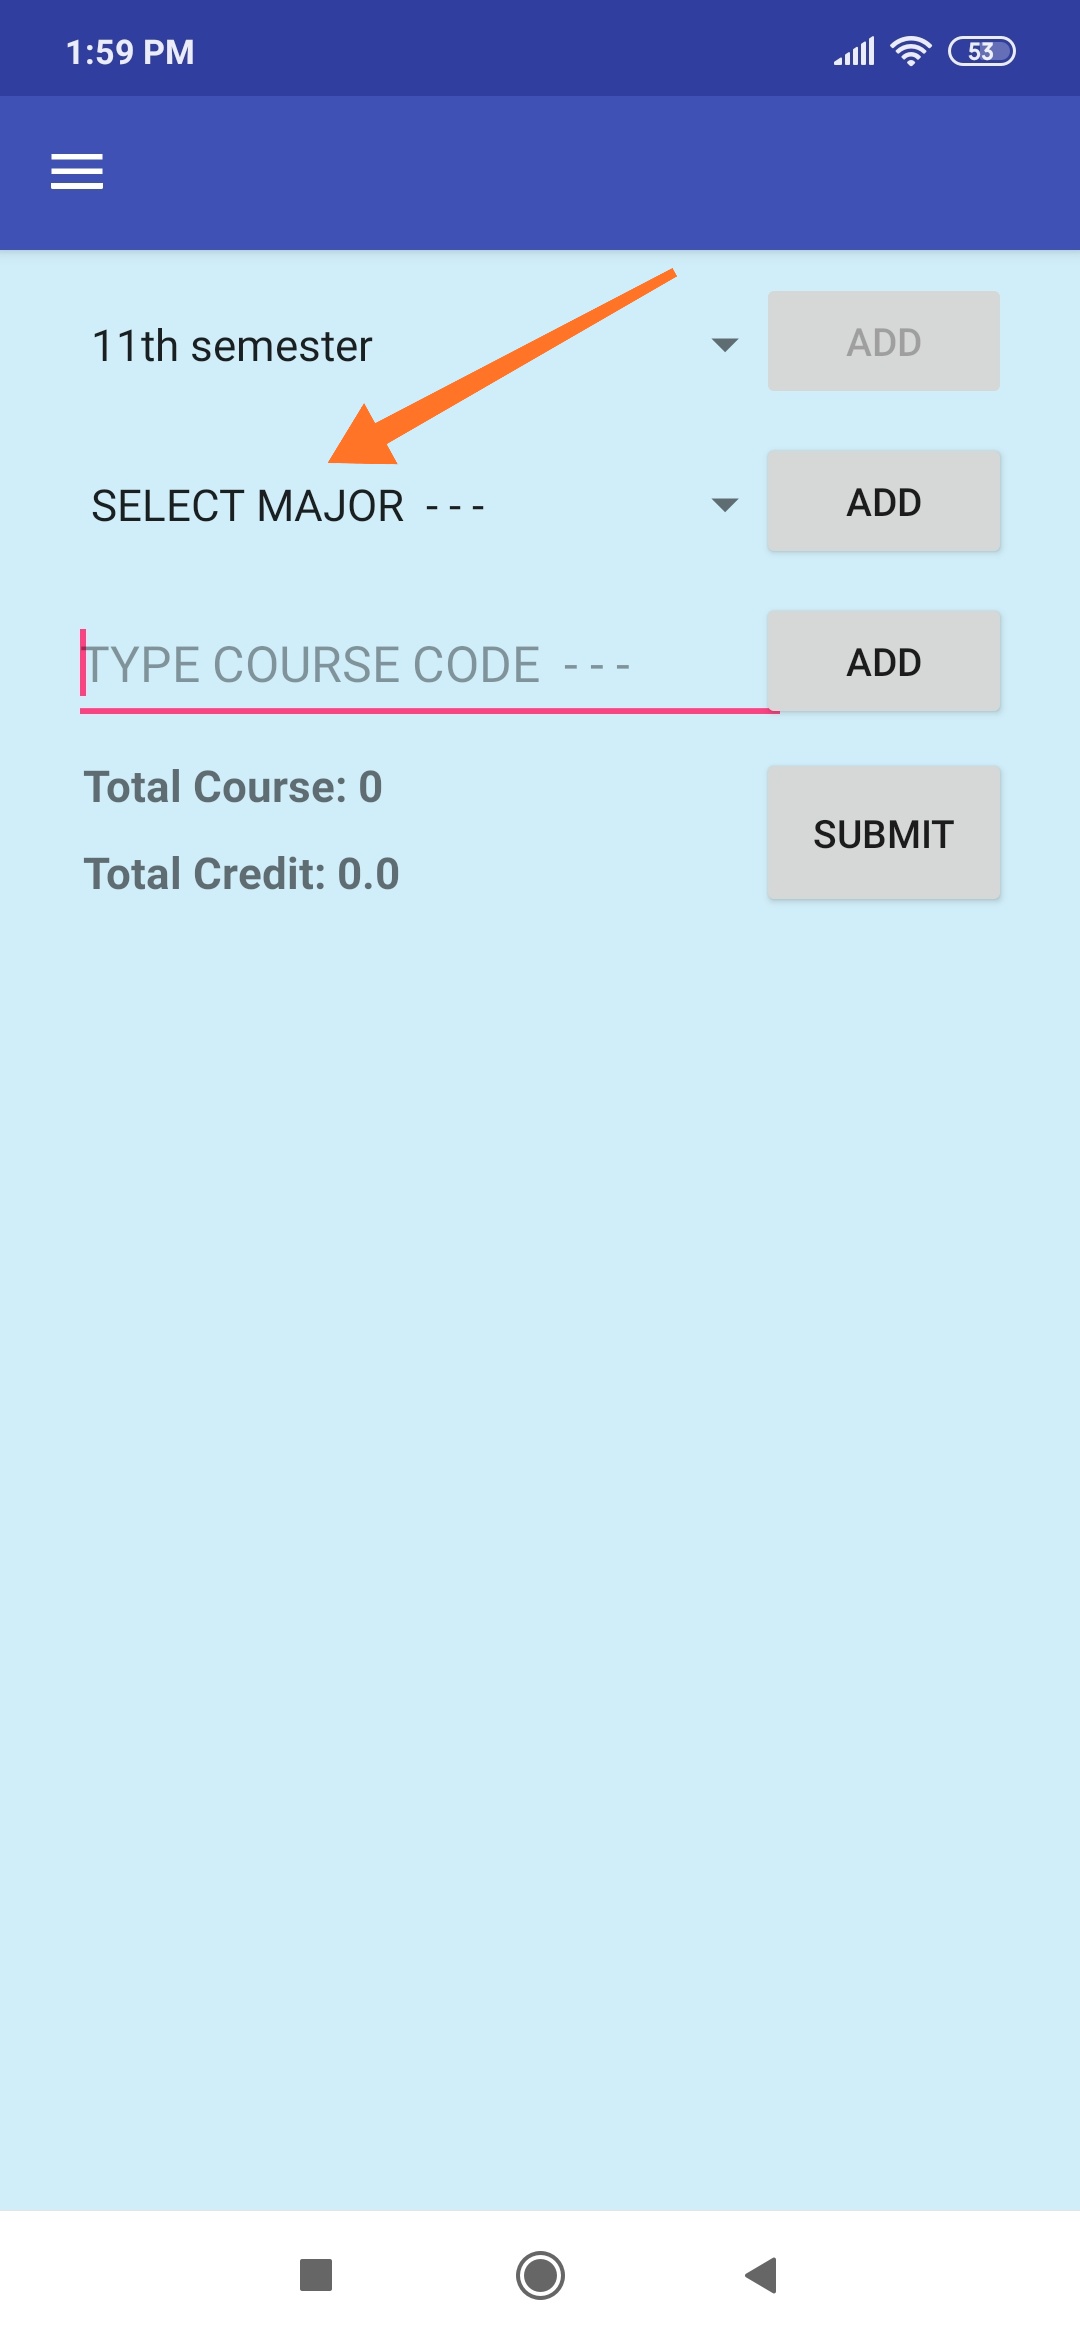 1:59 PM 53
11th semester ADD
SELECT MAJOR - - - ADD
TYPE COURSE CODE - - - ADD
Total Course: 0
SUBMIT
Total Credit: 0.0